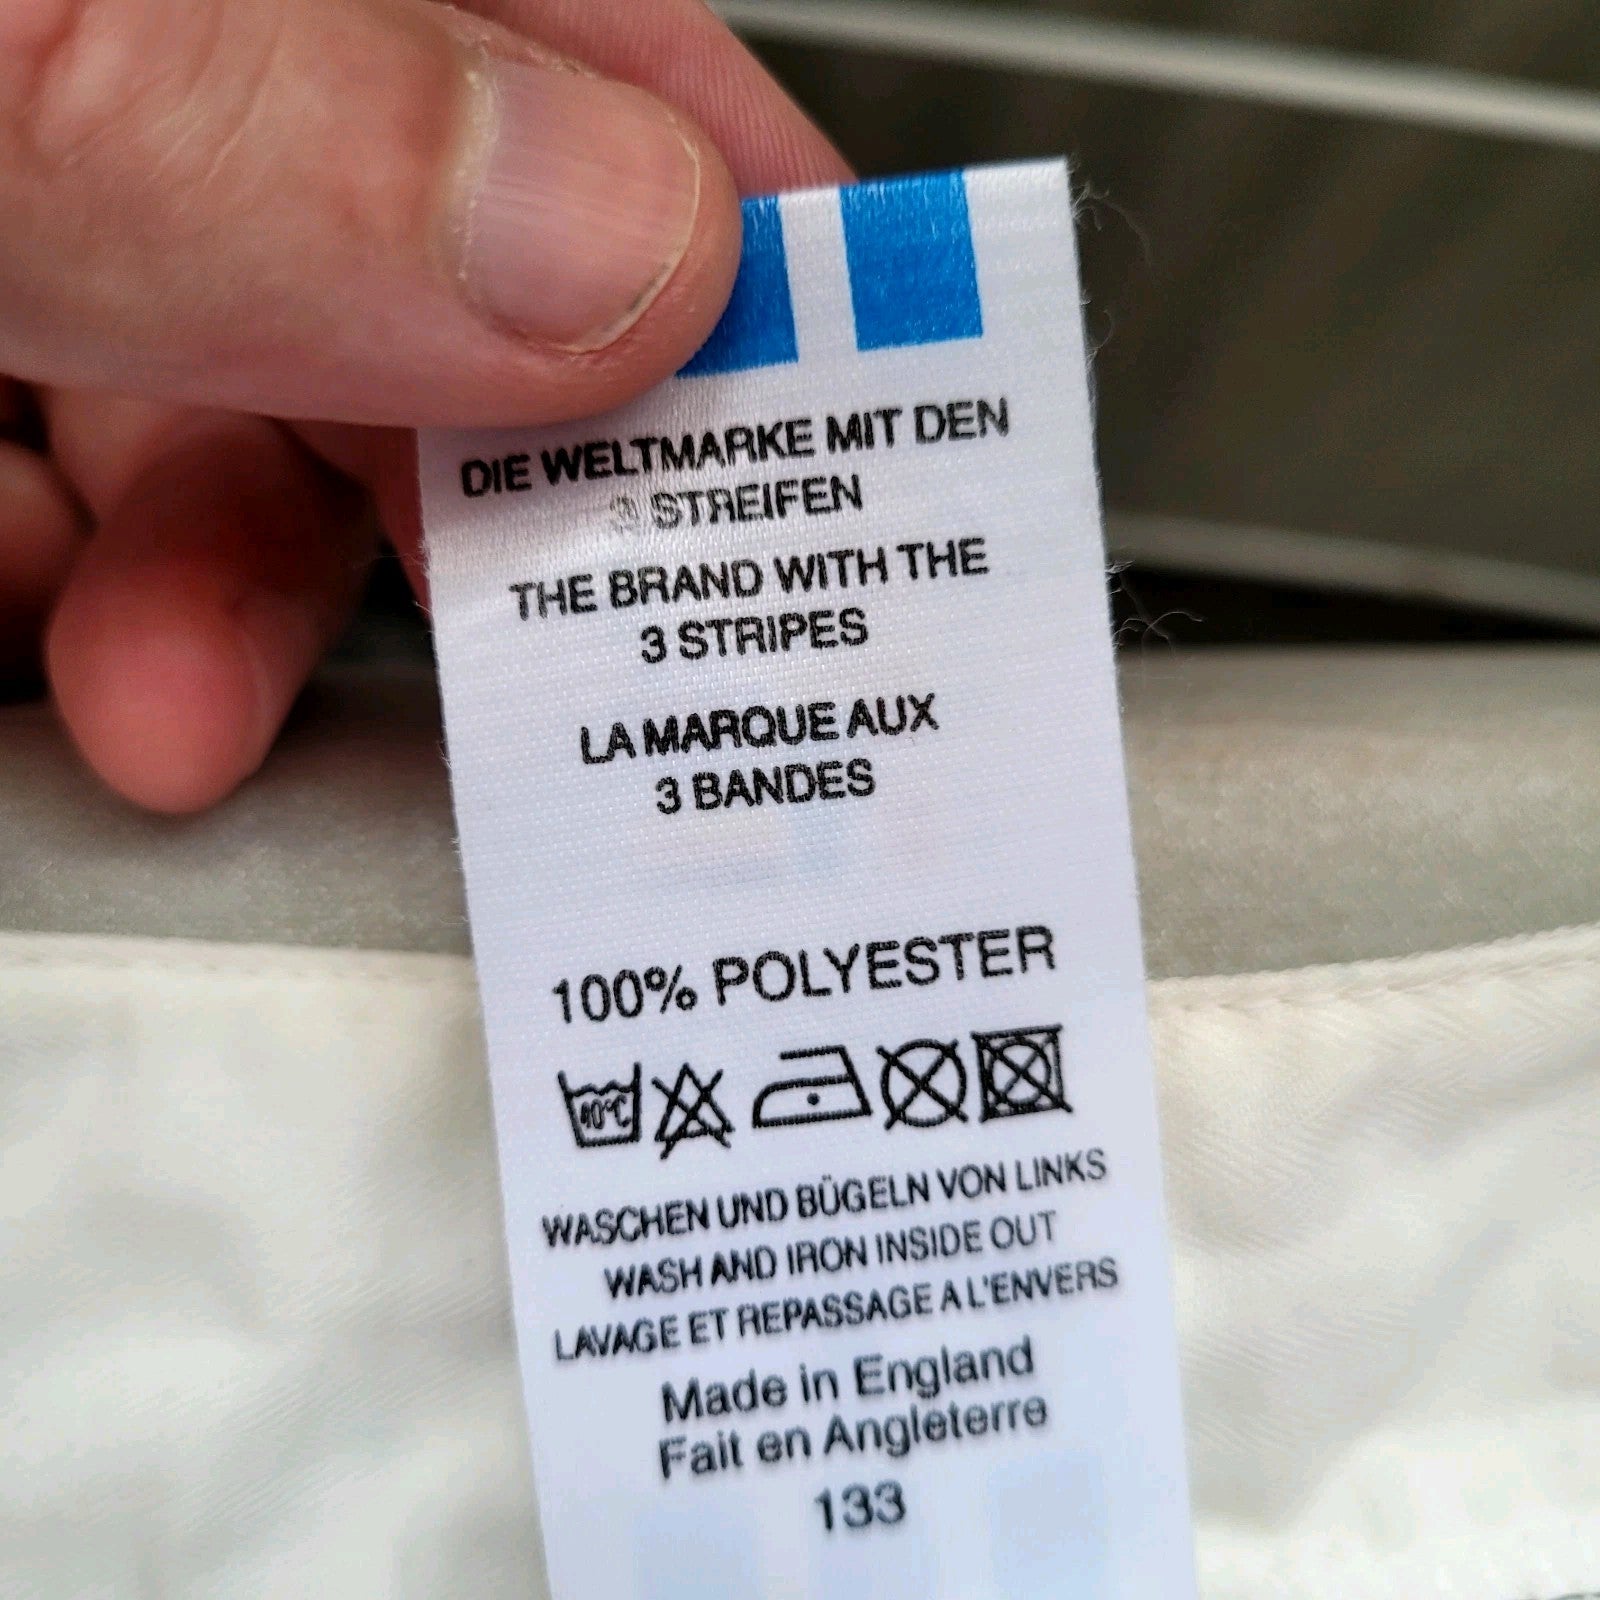 DIE WELTMARKE MIT DEN
3 STREIFEN
THE BRAND WITH THE
3 STRIPES
LA MARQUE AUX
3 BANDES
100% POLYESTER
40°C
WASCHEN UND BÜGELN VON LINKS
WASH AND IRON INSIDE OUT
LAVAGE ET REPASSAGE A L'ENVERS
Made in England
Fait en Angleterre
133